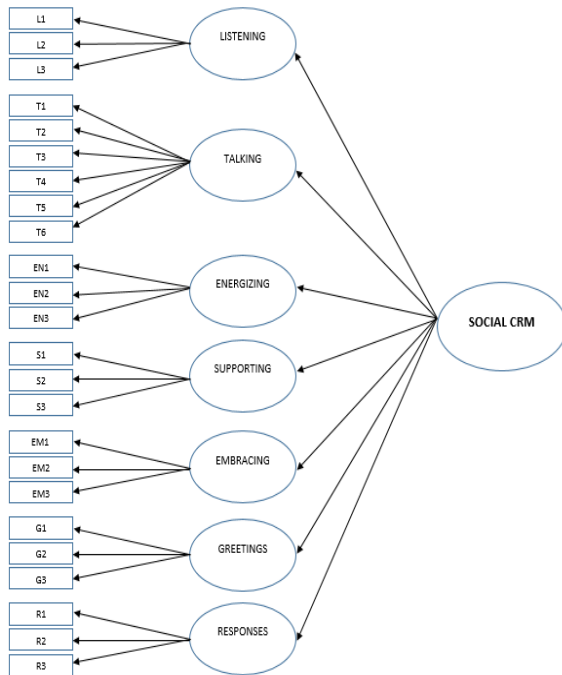 L1
L2
L3
LISTENING
T1
T2
T3
T4
T5
T6
TALKING
EN1
EN2
EN3
ENERGIZING
S1
S2
S3
SUPPORTING
EM1
EM2
EM3
EMBRACING
G1
G2
G3
GREETINGS
R1
R2
R3
RESPONSES
SOCIAL CRM